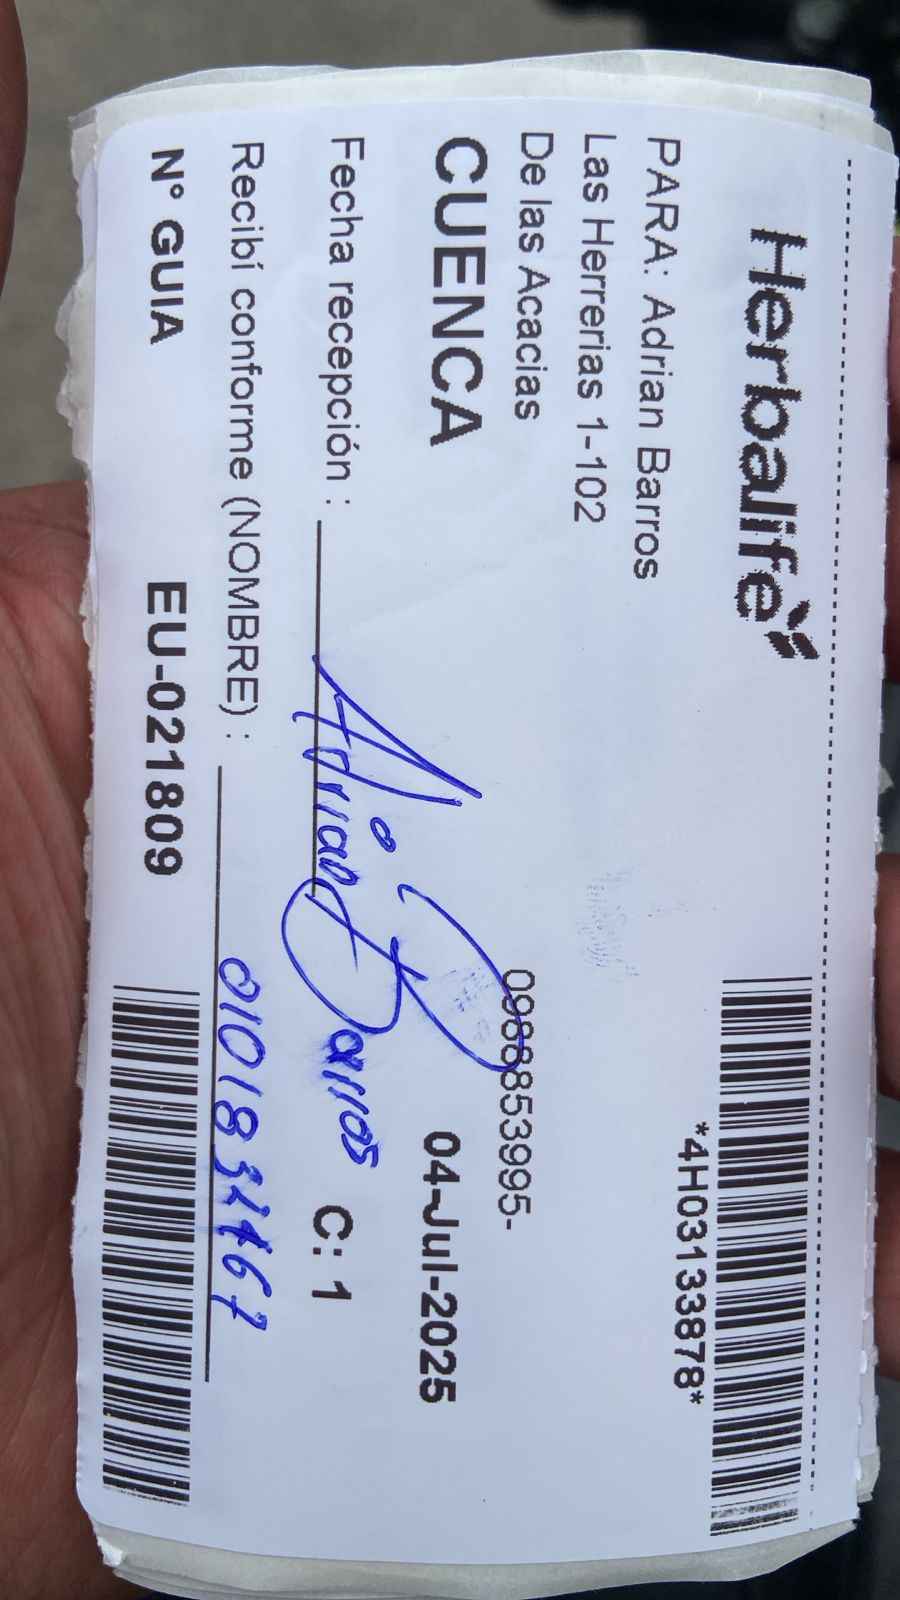 Herbalife
*4H03133878*
PARA: Adrian Barros
Las Herrerias 1-102
De las Acacias
0988853995-
CUENCA
04-Jul-2025
Fecha recepción :
Adrian Barros
C: 1
Recibí conforme (NOMBRE) :
N° GUIA
EU-021809